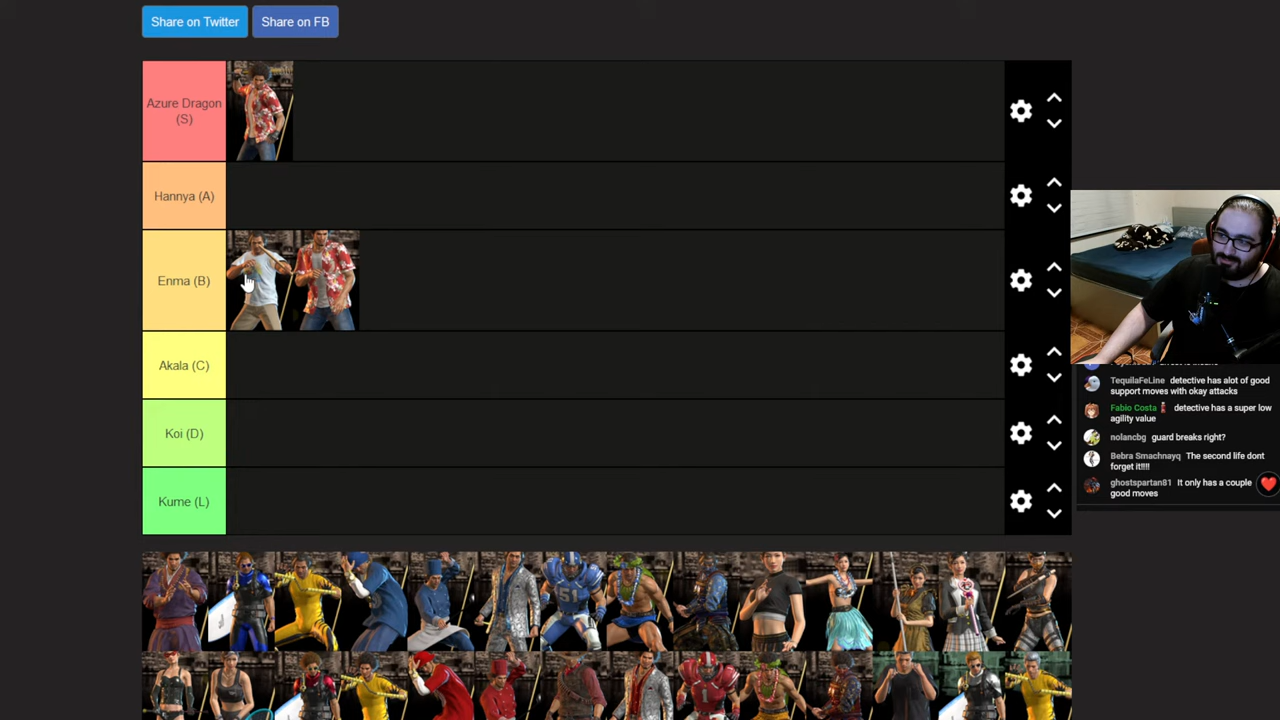 Share on Twitter
Share on FB
Azure Dragon
(S)
Hannya (A)
Enma (B)
Akala (C)
Koi (D)
Kume (L)
TequilaFeLine detective has alot of good
support moves with okay attacks
Fabio Costa detective has a super low
agility value
nolancbg guard breaks right?
Bebra Smachnayq The second life dont
forget it!!!!
ghostspartan81 It only has a couple
good moves